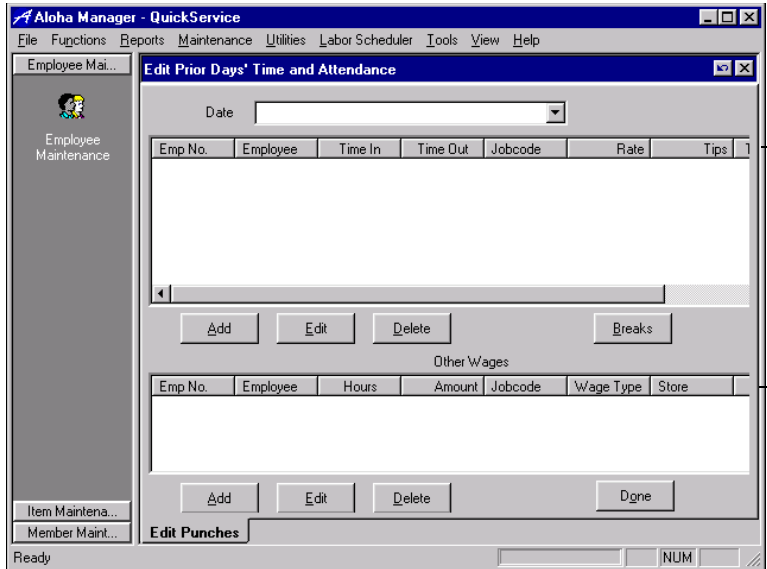 Aloha Manager - QuickService
File Functions Reports Maintenance Utilities Labor Scheduler Tools View Help
Employee Mai...
Edit Prior Days' Time and Attendance
Employee
Maintenance
Date
Emp No. Employee Time In Time Out Jobcode Rate Tips
Add Edit Delete Breaks
Other Wages
Emp No. Employee Hours Amount Jobcode Wage Type Store
Add Edit Delete Done
Item Maintena...
Member Maint...
Edit Punches
Ready NUM